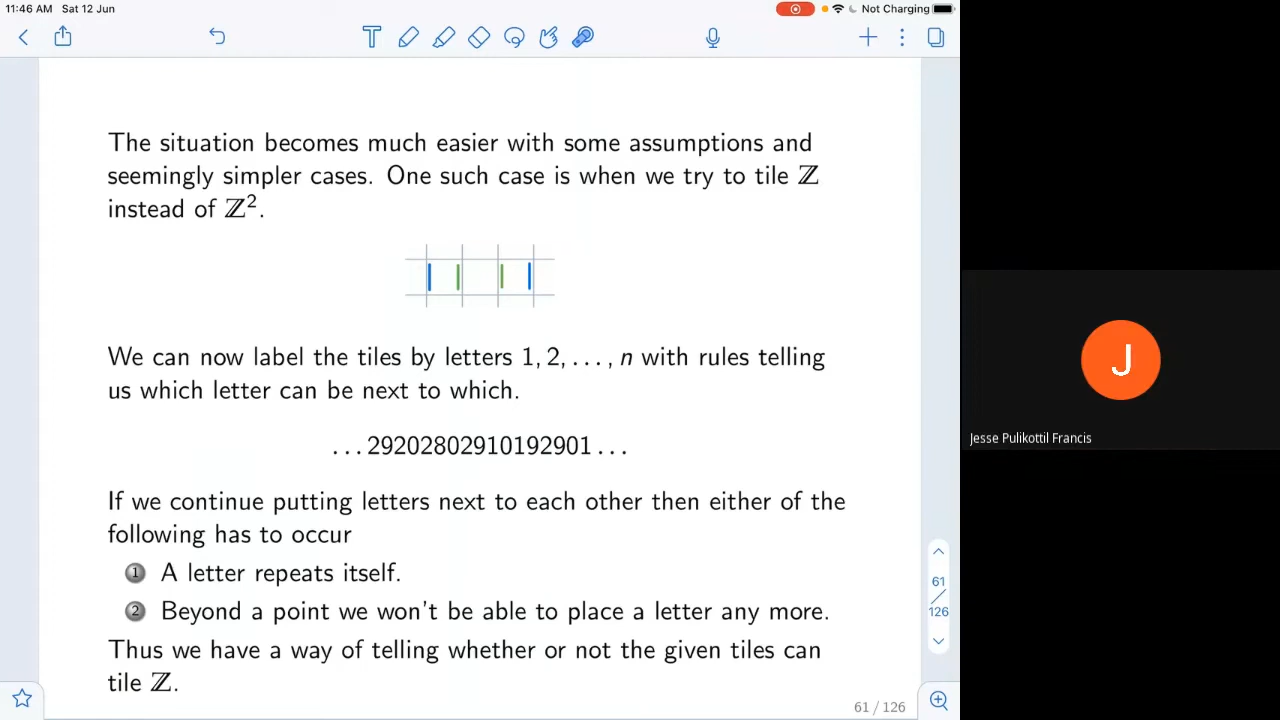 11:46 AM Sat 12 Jun
Not Charging
The situation becomes much easier with some assumptions and
seemingly simpler cases. One such case is when we try to tile ℤ
instead of ℤ².
We can now label the tiles by letters 1, 2, . . . , n with rules telling
us which letter can be next to which.
. . . 29202802910192901 . . .
If we continue putting letters next to each other then either of the
following has to occur
1 A letter repeats itself.
2 Beyond a point we won't be able to place a letter any more.
Thus we have a way of telling whether or not the given tiles can
tile ℤ.
61 / 126
61
/
126
J
Jesse Pulikottil Francis